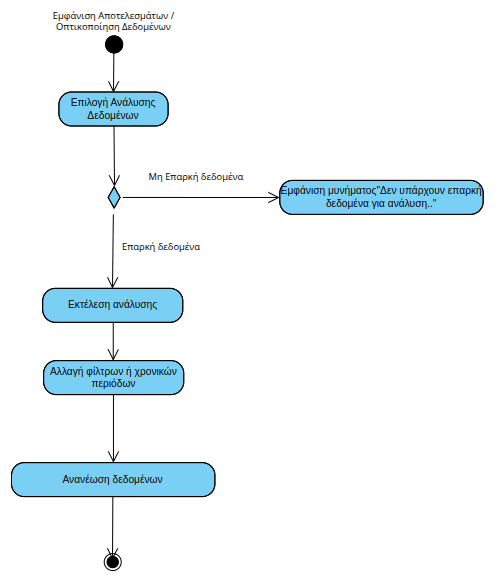 Εμφάνιση Αποτελεσμάτων /
Οπτικοποίηση Δεδομένων
Επιλογή Ανάλυσης
Δεδομένων
Μη Επαρκή δεδομένα
Εμφάνιση μυνήματος"Δεν υπάρχουν επαρκή
δεδομένα για ανάλυση.."
Επαρκή δεδομένα
Εκτέλεση ανάλυσης
Αλλαγή φίλτρων ή χρονικών
περιόδων
Ανανέωση δεδομένων